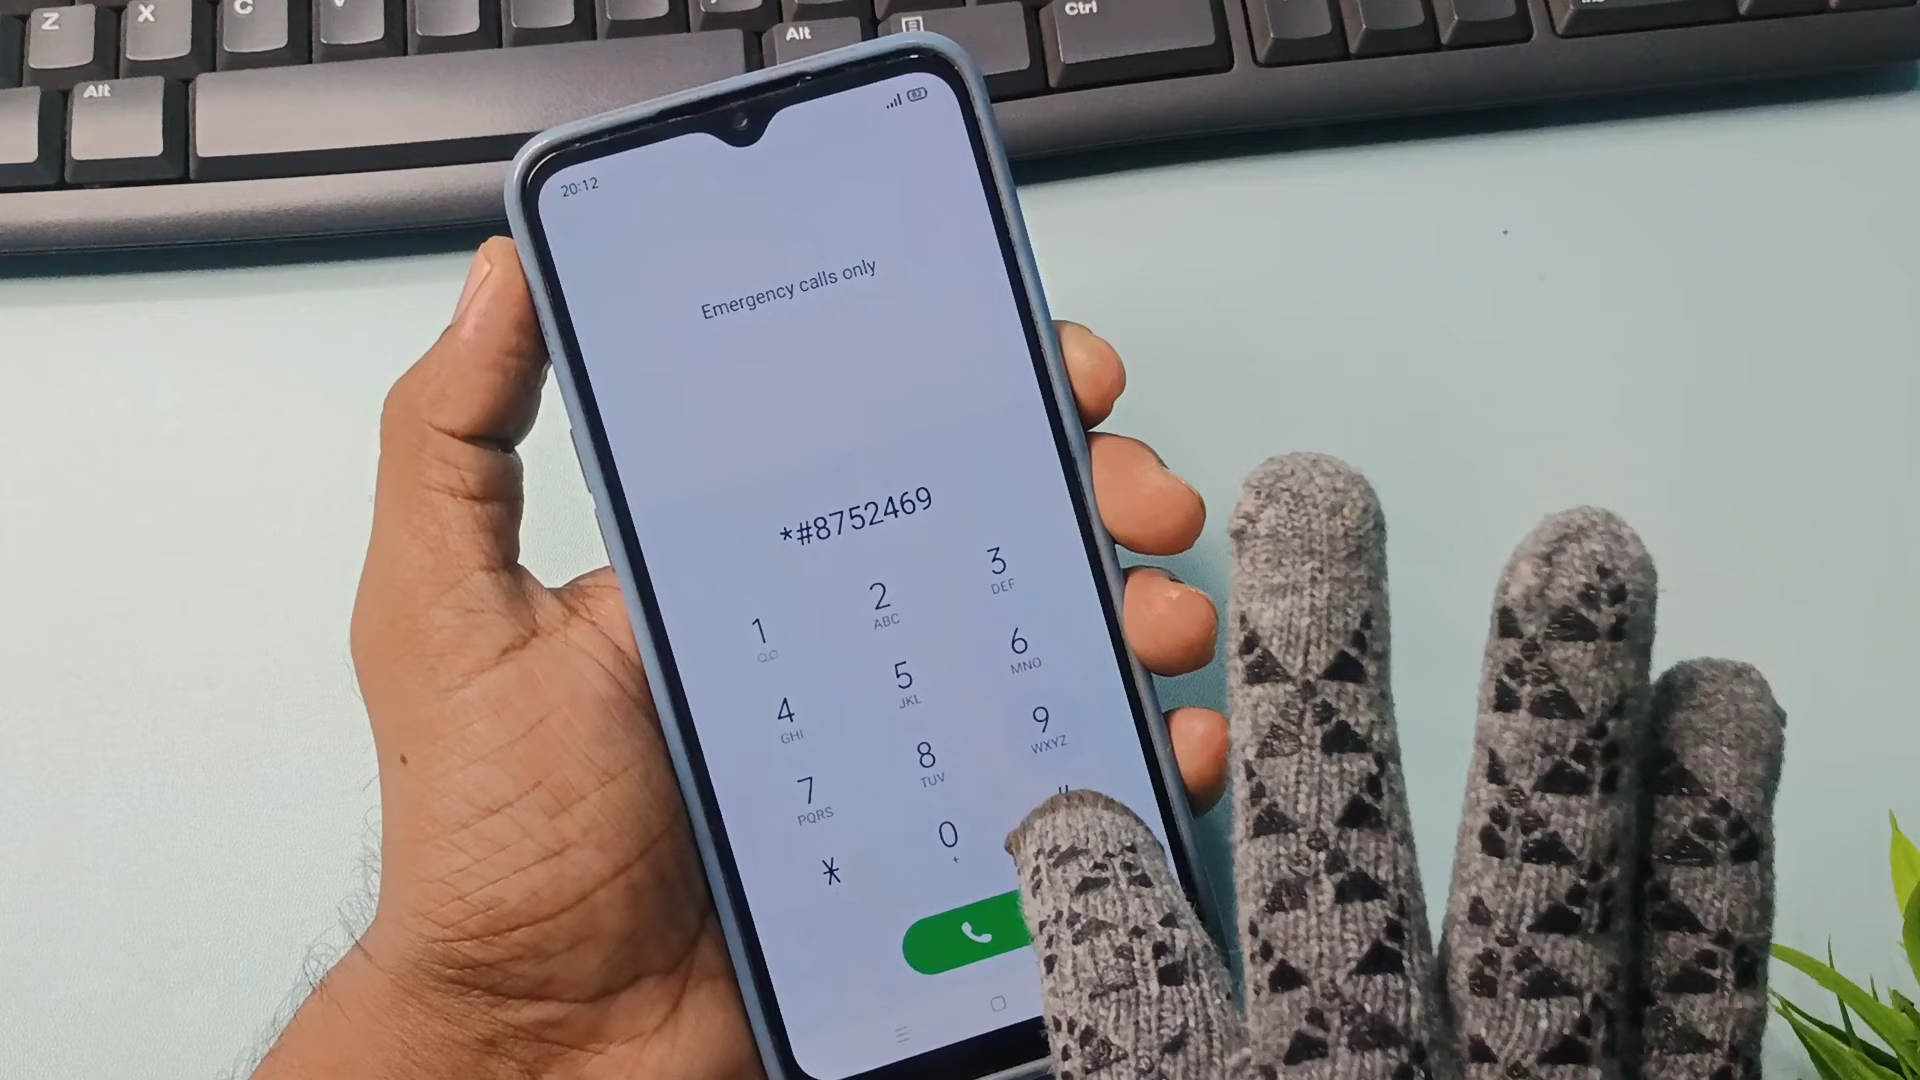 Z X C V
Alt
Ctrl
Alt
20:12
82
Emergency calls only
*#8752469
1
2
ABC
3
DEF
4
GHI
5
JKL
6
MNO
7
PQRS
8
TUV
9
WXYZ
*
0
+